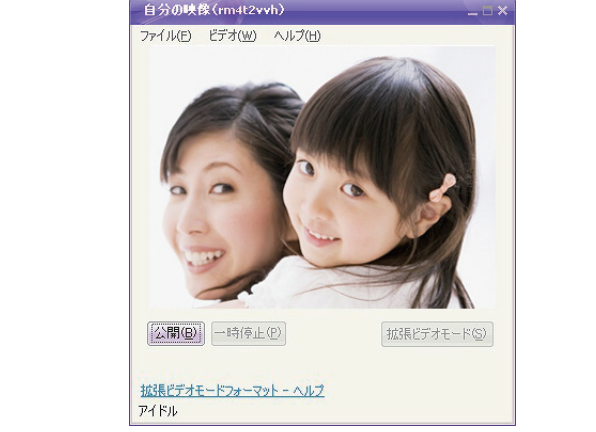 自分の映像(rm4t2vvh)
ファイル(F) ビデオ(W) ヘルプ(H)
公開(B) 一時停止(P) 拡張ビデオモード(S)
拡張ビデオモードフォーマット - ヘルプ
アイドル